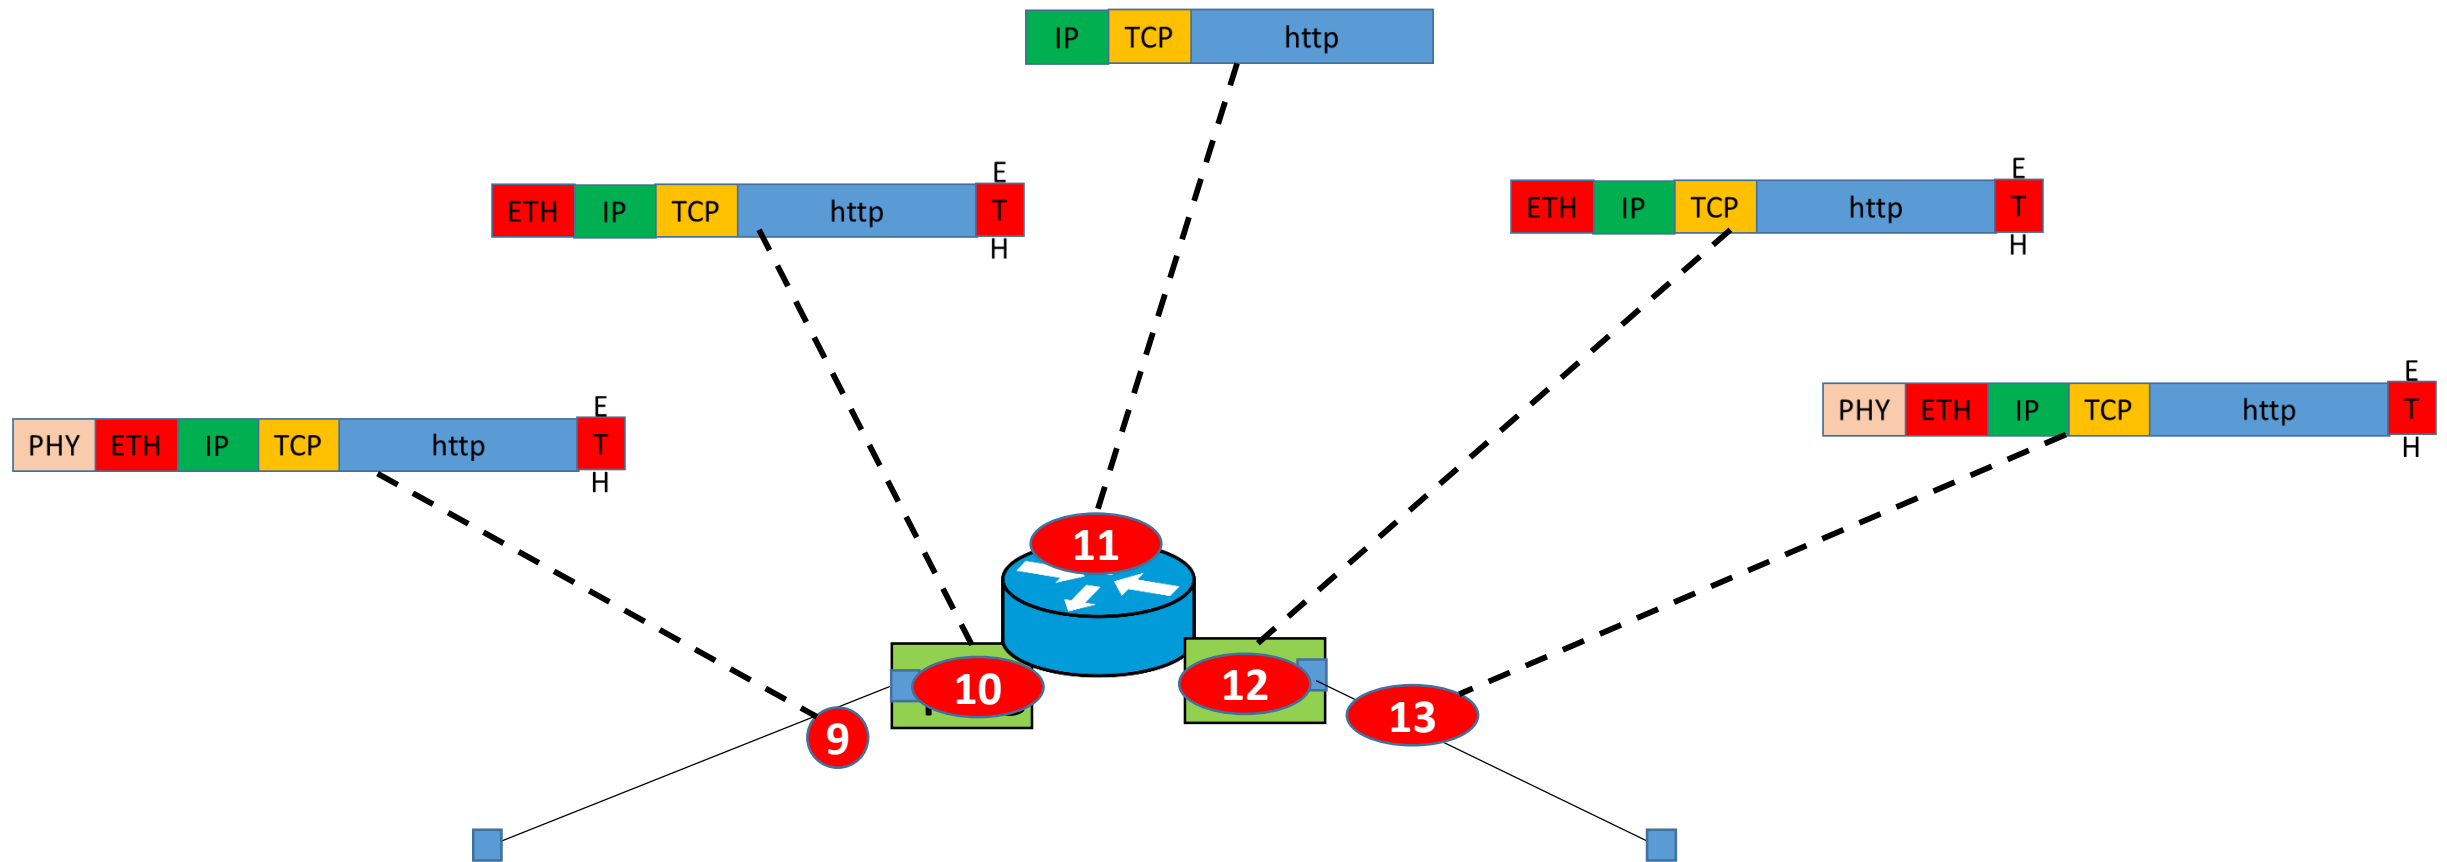 IP TCP http
ETH IP TCP http E T H
ETH IP TCP http E T H
PHY ETH IP TCP http E T H
PHY ETH IP TCP http E T H
11
10
12
13
9